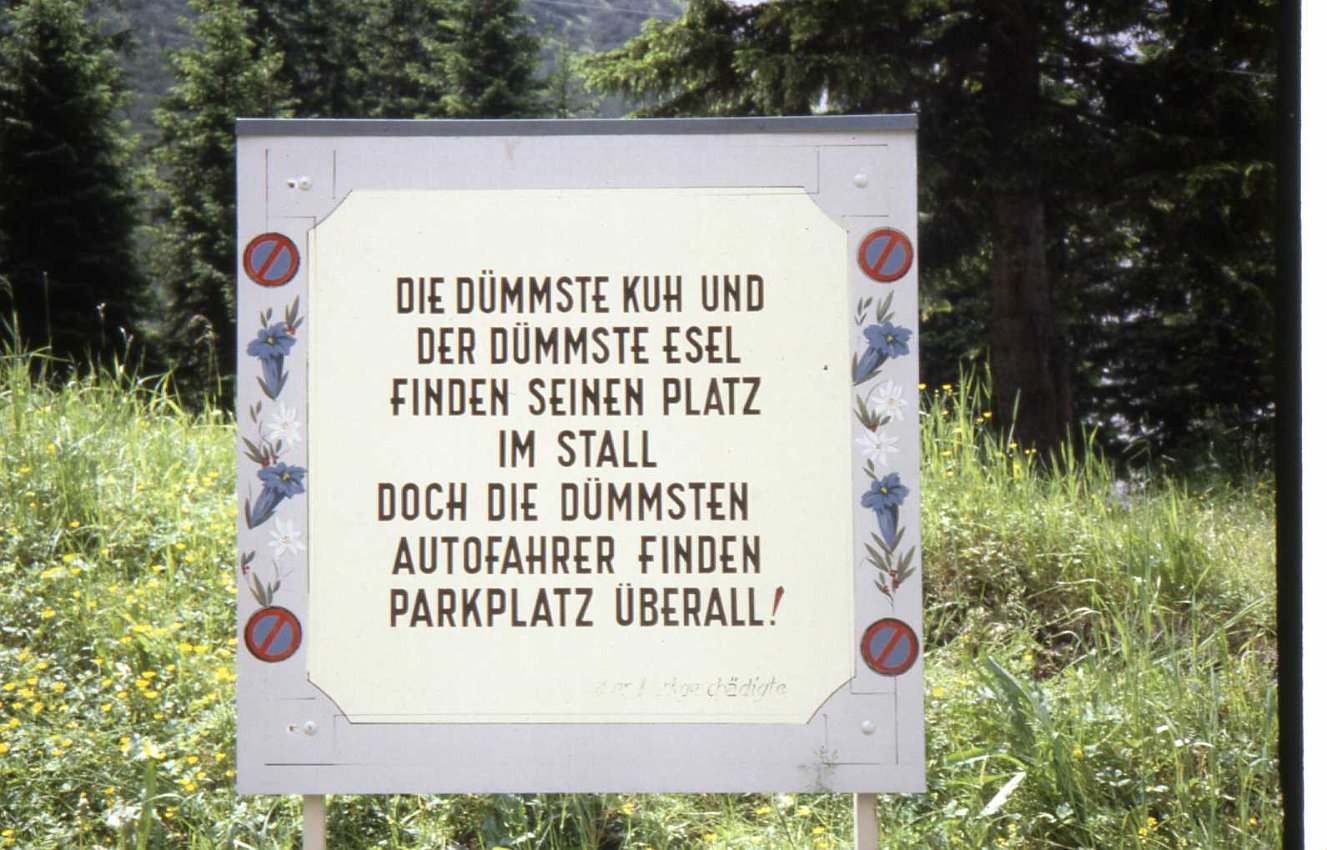 DIE DÜMMSTE KUH UND
DER DÜMMSTE ESEL
FINDEN SEINEN PLATZ
IM STALL
DOCH DIE DÜMMSTEN
AUTOFAHRER FINDEN
PARKPLATZ ÜBERALL!